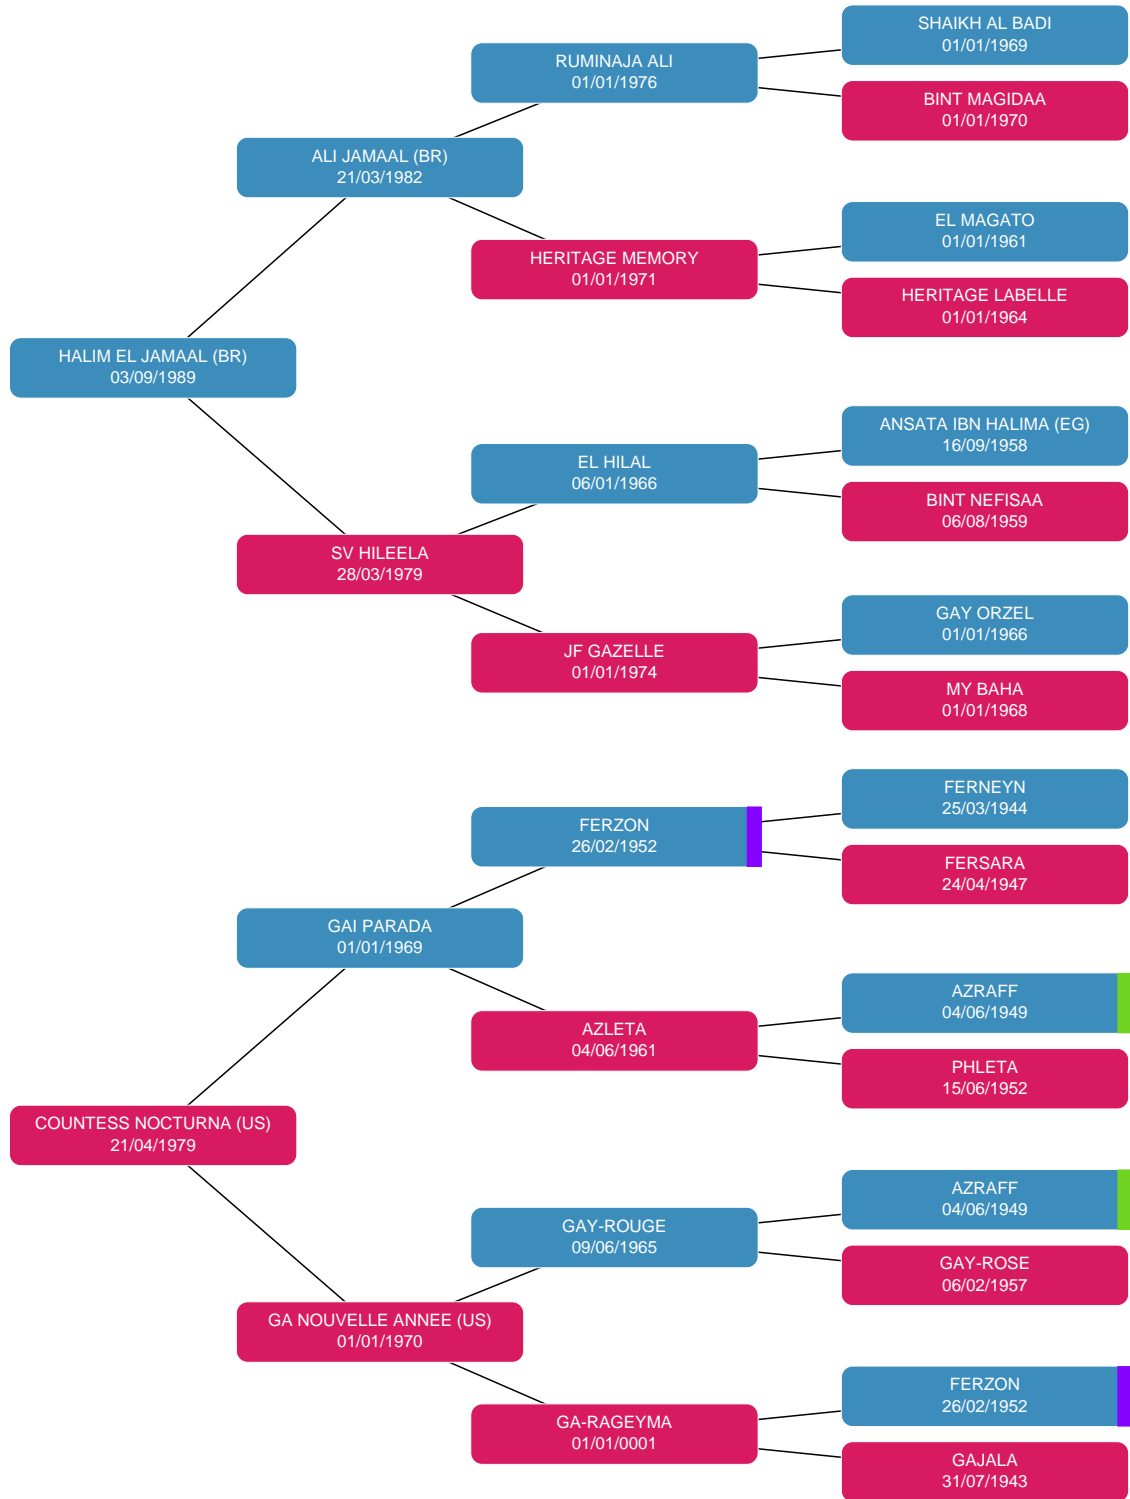 SHAIKH AL BADI
01/01/1969
RUMINAJA ALI
01/01/1976
BINT MAGIDAA
01/01/1970
ALI JAMAAL (BR)
21/03/1982
EL MAGATO
01/01/1961
HERITAGE MEMORY
01/01/1971
HERITAGE LABELLE
01/01/1964
HALIM EL JAMAAL (BR)
03/09/1989
ANSATA IBN HALIMA (EG)
16/09/1958
EL HILAL
06/01/1966
BINT NEFISAA
06/08/1959
SV HILEELA
28/03/1979
GAY ORZEL
01/01/1966
JF GAZELLE
01/01/1974
MY BAHA
01/01/1968
FERNEYN
25/03/1944
FERZON
26/02/1952
FERSARA
24/04/1947
GAI PARADA
01/01/1969
AZRAFF
04/06/1949
AZLETA
04/06/1961
PHLETA
15/06/1952
COUNTESS NOCTURNA (US)
21/04/1979
AZRAFF
04/06/1949
GAY-ROUGE
09/06/1965
GAY-ROSE
06/02/1957
GA NOUVELLE ANNEE (US)
01/01/1970
FERZON
26/02/1952
GA-RAGEYMA
01/01/0001
GAJALA
31/07/1943